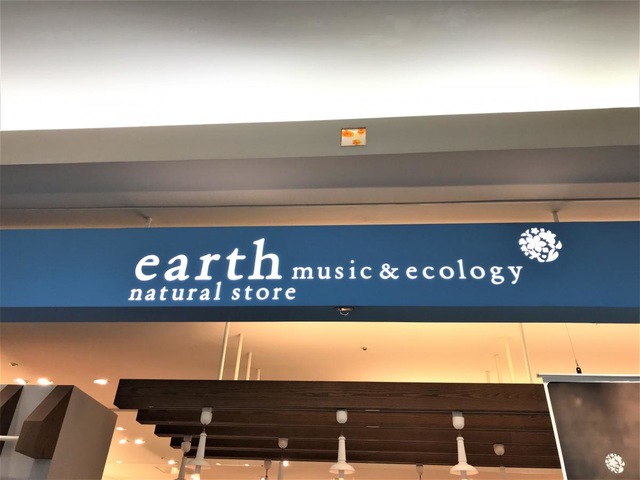 earth music & ecology
natural store